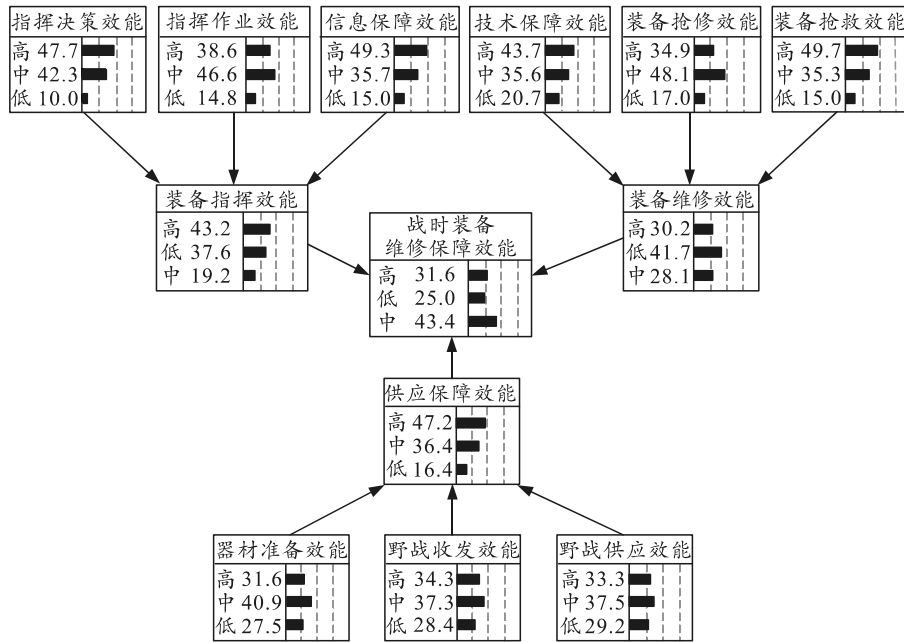 指挥决策效能
高 47.7
中 42.3
低 10.0
指挥作业效能
高 38.6
中 46.6
低 14.8
信息保障效能
高 49.3
中 35.7
低 15.0
技术保障效能
高 43.7
中 35.6
低 20.7
装备抢修效能
高 34.9
中 48.1
低 17.0
装备抢救效能
高 49.7
中 35.3
低 15.0
装备指挥效能
高 43.2
低 37.6
中 19.2
战时装备
维修保障效能
高 31.6
低 25.0
中 43.4
装备维修效能
高 30.2
低 41.7
中 28.1
供应保障效能
高 47.2
中 36.4
低 16.4
器材准备效能
高 31.6
中 40.9
低 27.5
野战收发效能
高 34.3
中 37.3
低 28.4
野战供应效能
高 33.3
中 37.5
低 29.2